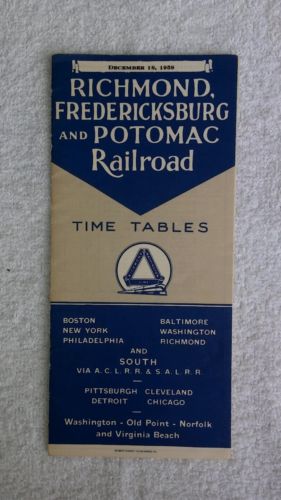 DECEMBER 15, 1939
RICHMOND,
FREDERICKSBURG
AND POTOMAC
Railroad
TIME TABLES
BOSTON BALTIMORE
NEW YORK WASHINGTON
PHILADELPHIA RICHMOND
AND
SOUTH
VIA A. C. L. R. R. & S. A. L. R. R.
PITTSBURGH CLEVELAND
DETROIT CHICAGO
Washington - Old Point - Norfolk
and Virginia Beach